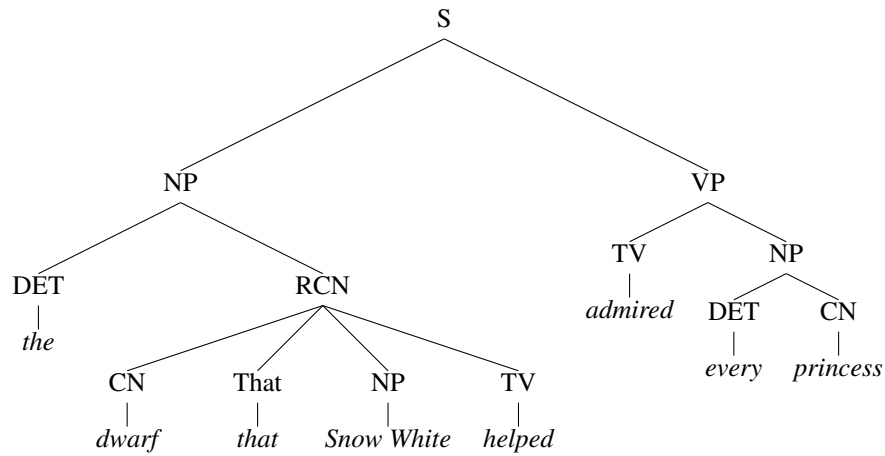 S
NP VP
TV NP
DET RCN
admired DET CN
the
every princess
CN That NP TV
dwarf that Snow White helped